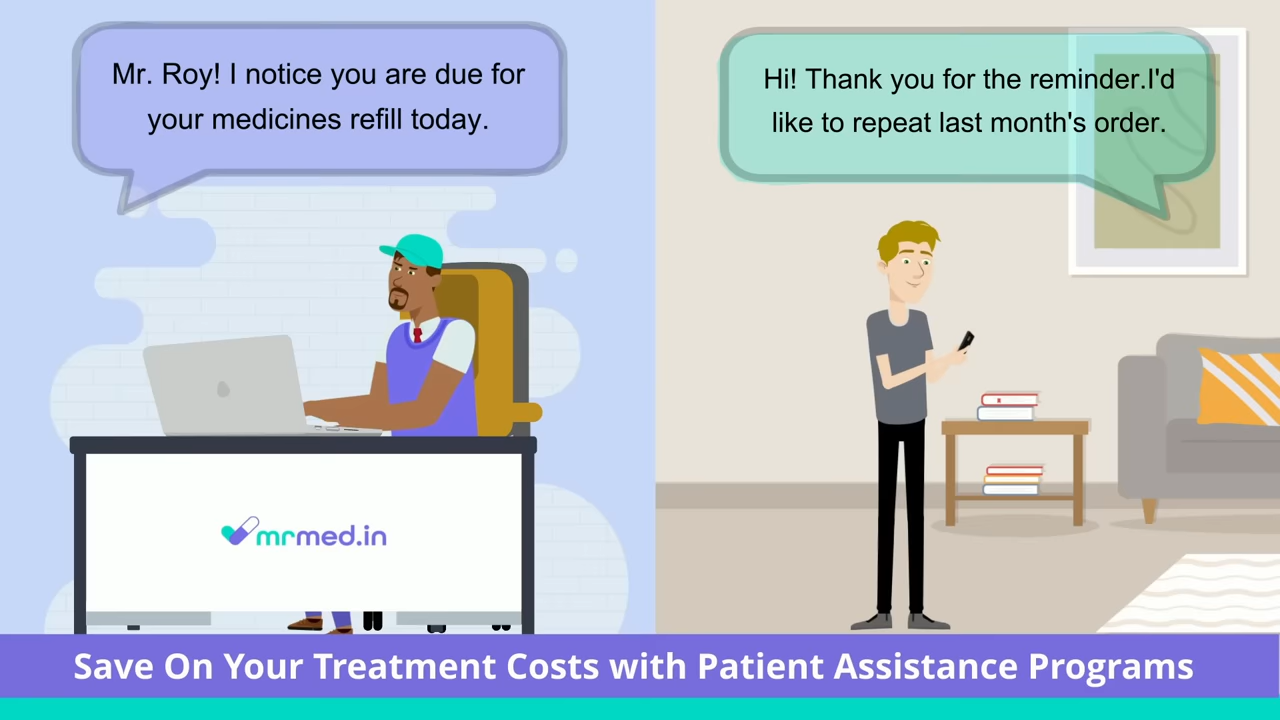 Mr. Roy! I notice you are due for
your medicines refill today.
Hi! Thank you for the reminder.I'd
like to repeat last month's order.
mrmed.in
Save On Your Treatment Costs with Patient Assistance Programs